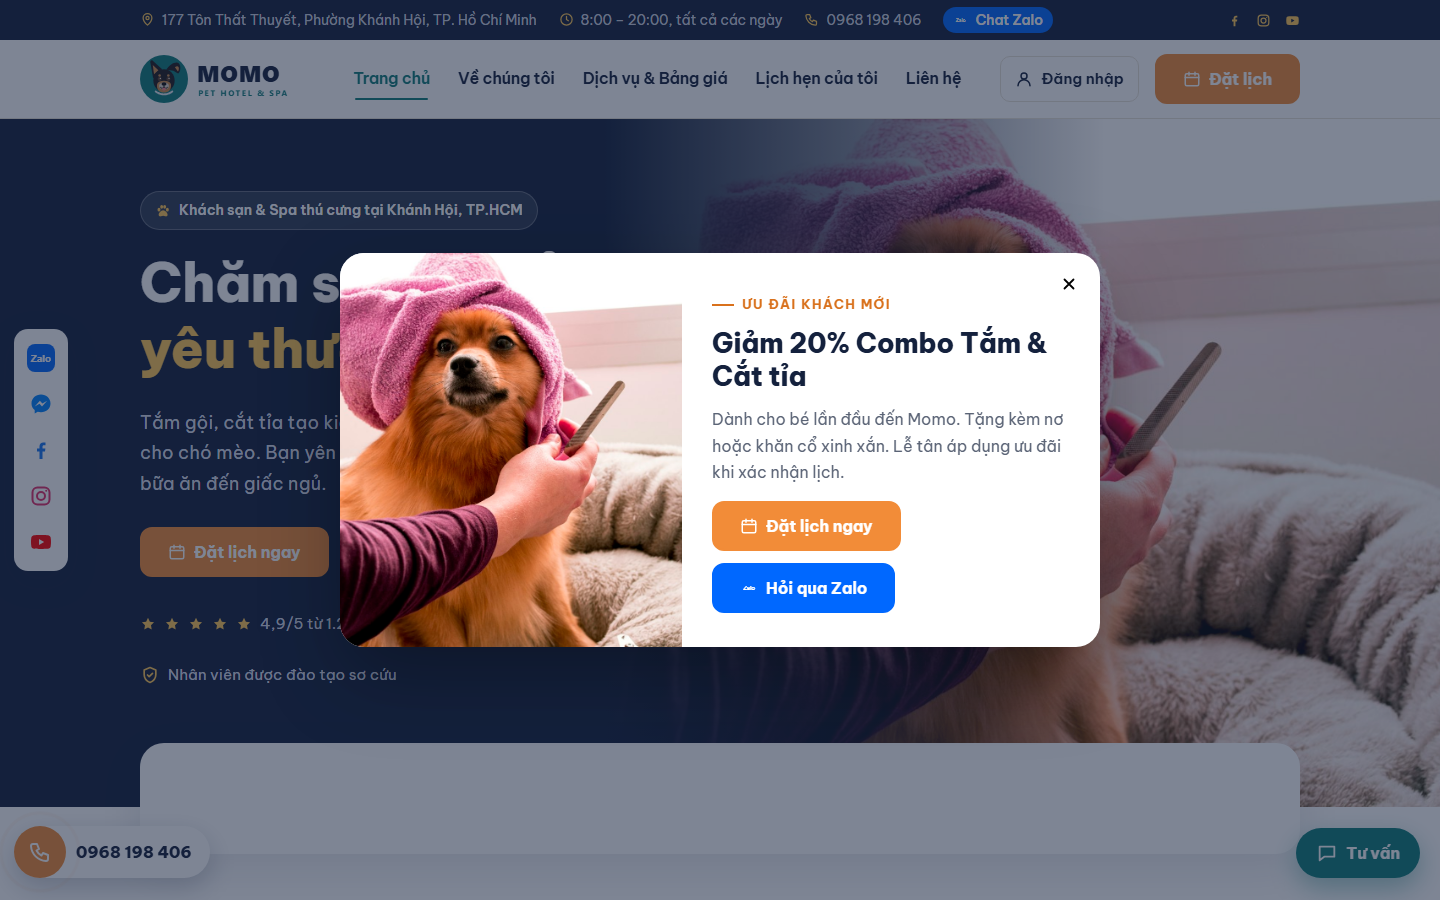 177 Tôn Thất Thuyết, Phường Khánh Hội, TP. Hồ Chí Minh
8:00 – 20:00, tất cả các ngày
0968 198 406
Zalo Chat Zalo
MOMO
PET HOTEL & SPA
Trang chủ
Về chúng tôi
Dịch vụ & Bảng giá
Lịch hẹn của tôi
Liên hệ
Đăng nhập
Đặt lịch
Khách sạn & Spa thú cưng tại Khánh Hội, TP.HCM
Chăm
yêu
Tắm gội, cắt tỉa tạo
cho chó mèo. Bạn yên
bữa ăn đến giấc ngủ.
Đặt lịch ngay
4,9/5 từ
Nhân viên được đào tạo sơ cứu
Zalo
ƯU ĐÃI KHÁCH MỚI
Giảm 20% Combo Tắm &
Cắt tỉa
Dành cho bé lần đầu đến Momo. Tặng kèm nơ
hoặc khăn cổ xinh xắn. Lễ tân áp dụng ưu đãi
khi xác nhận lịch.
Đặt lịch ngay
Zalo Hỏi qua Zalo
0968 198 406
Tư vấn